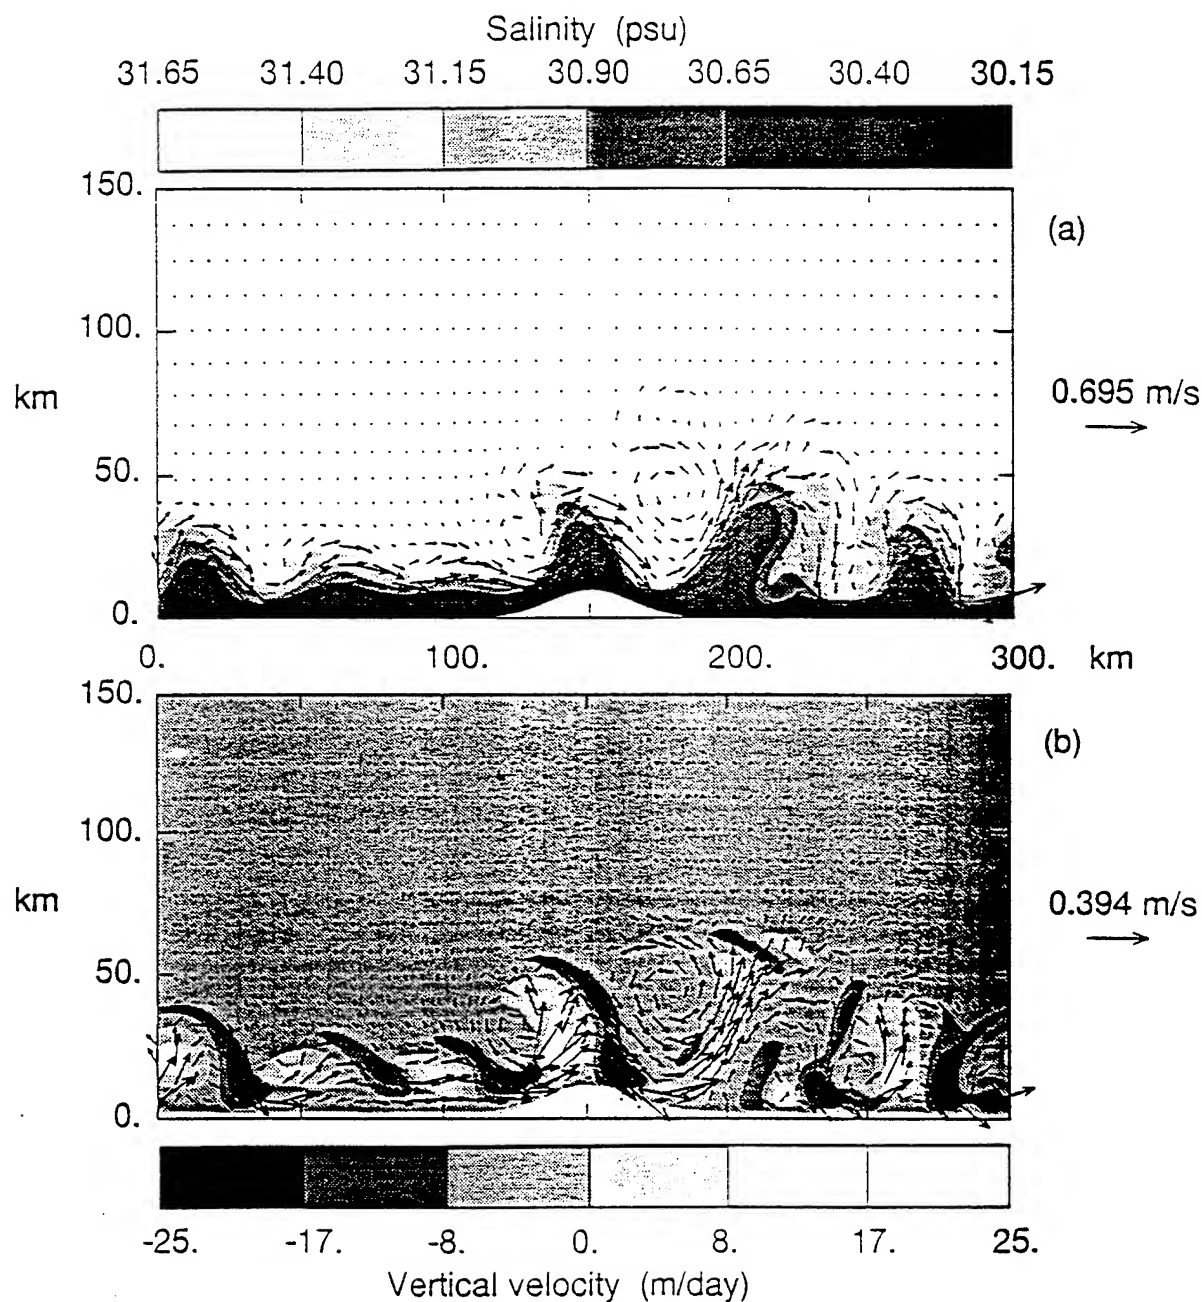 Salinity (psu)
31.65 31.40 31.15 30.90 30.65 30.40 30.15
150.
(a)
100.
km
0.695 m/s
50.
0.
0. 100. 200. 300. km
150.
(b)
100.
km
0.394 m/s
50.
0.
-25. -17. -8. 0. 8. 17. 25.
Vertical velocity (m/day)